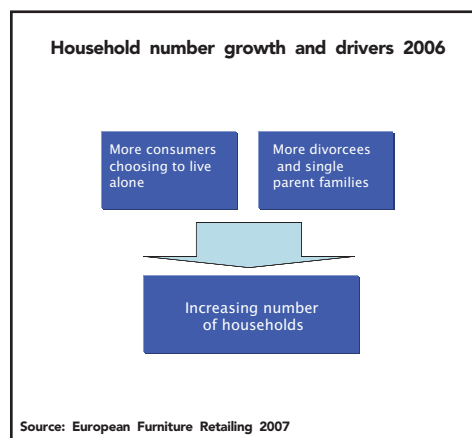 Household number growth and drivers 2006
More consumers
choosing to live
alone
More divorcees
and single
parent families
Increasing number
of households
Source: European Furniture Retailing 2007